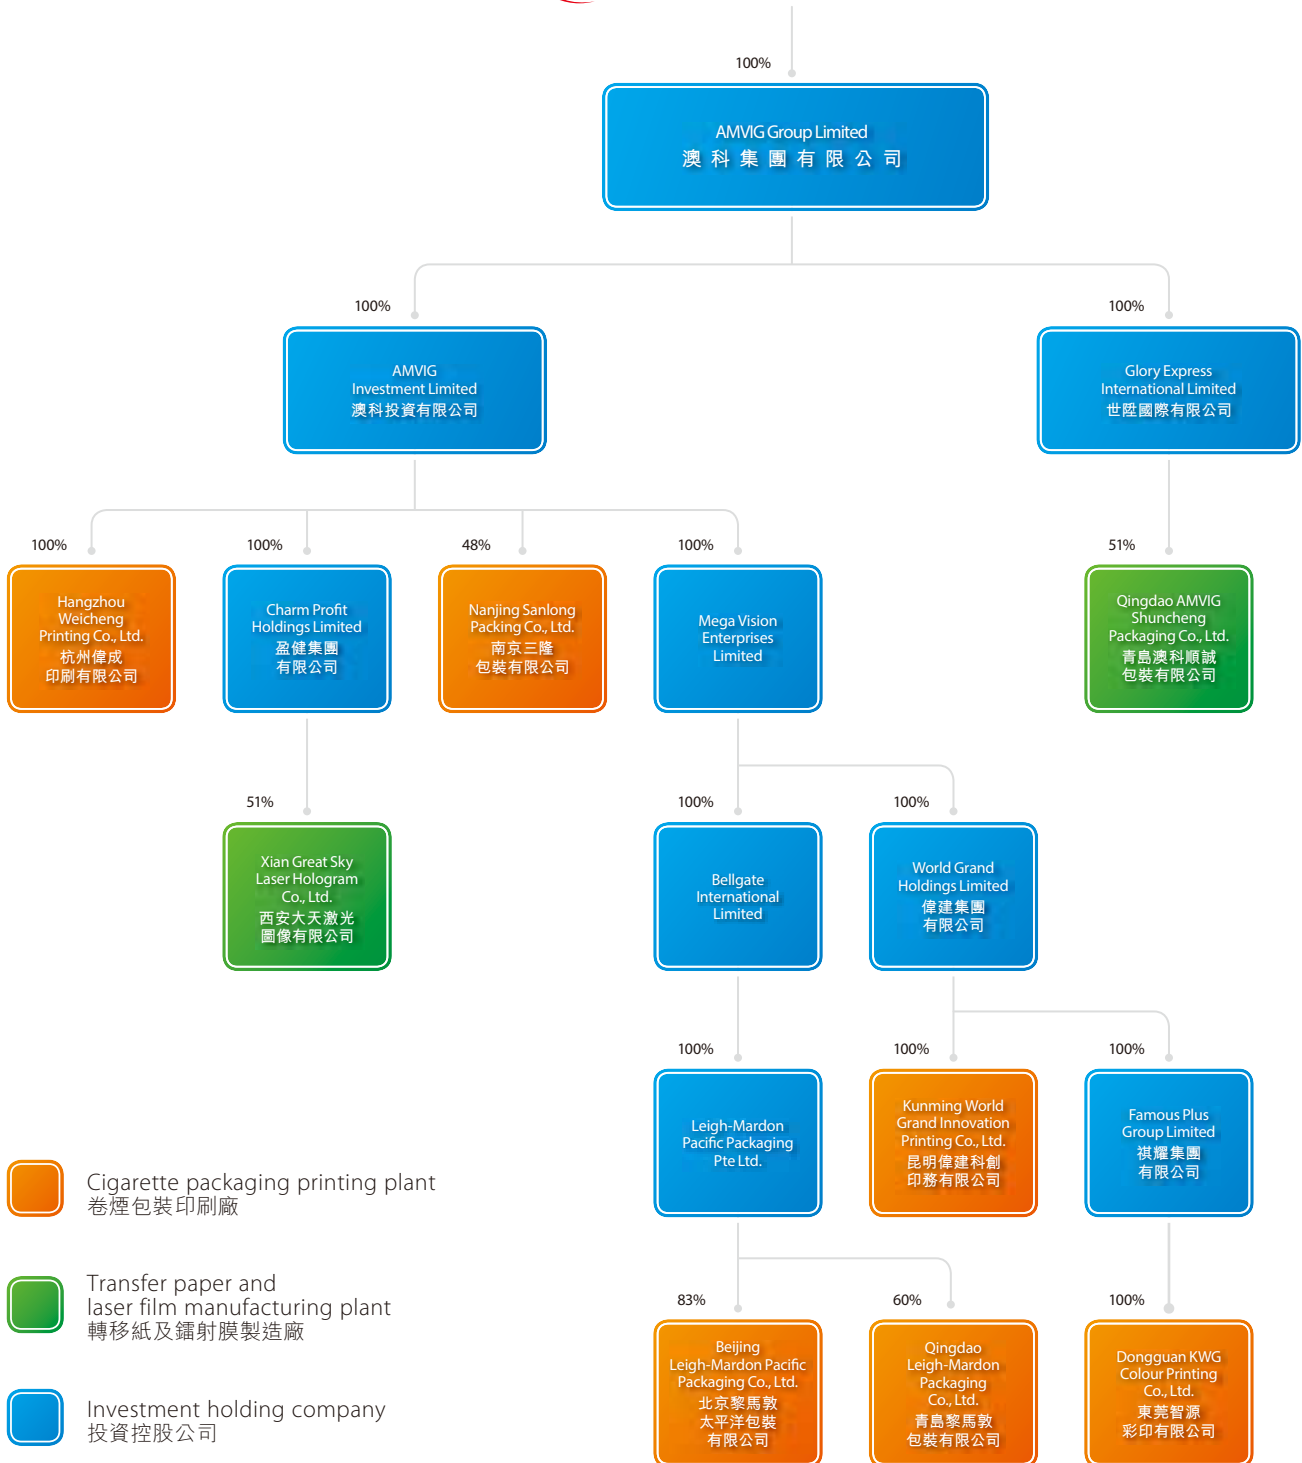 100%
AMVIG Group Limited
澳科集團有限公司
100%
100%
AMVIG
Investment Limited
澳科投資有限公司
Glory Express
International Limited
世陞國際有限公司
100%
100%
48%
100%
51%
Hangzhou
Weicheng
Printing Co., Ltd.
杭州偉成
印刷有限公司
Charm Profit
Holdings Limited
盈健集團
有限公司
Nanjing Sanlong
Packing Co., Ltd.
南京三隆
包裝有限公司
Mega Vision
Enterprises
Limited
Qingdao AMVIG
Shuncheng
Packaging Co., Ltd.
青島澳科順誠
包裝有限公司
51%
100%
100%
Xian Great Sky
Laser Hologram
Co., Ltd.
西安大天激光
圖像有限公司
Bellgate
International
Limited
World Grand
Holdings Limited
偉建集團
有限公司
100%
100%
100%
Leigh-Mardon
Pacific Packaging
Pte Ltd.
Kunming World
Grand Innovation
Printing Co., Ltd.
昆明偉建科創
印務有限公司
Famous Plus
Group Limited
祺耀集團
有限公司
83%
60%
100%
Beijing
Leigh-Mardon Pacific
Packaging Co., Ltd.
北京黎馬敦
太平洋包裝
有限公司
Qingdao
Leigh-Mardon
Packaging
Co., Ltd.
青島黎馬敦
包裝有限公司
Dongguan KWG
Colour Printing
Co., Ltd.
東莞智源
彩印有限公司
Cigarette packaging printing plant
卷煙包裝印刷廠
Transfer paper and
laser film manufacturing plant
轉移紙及鐳射膜製造廠
Investment holding company
投資控股公司